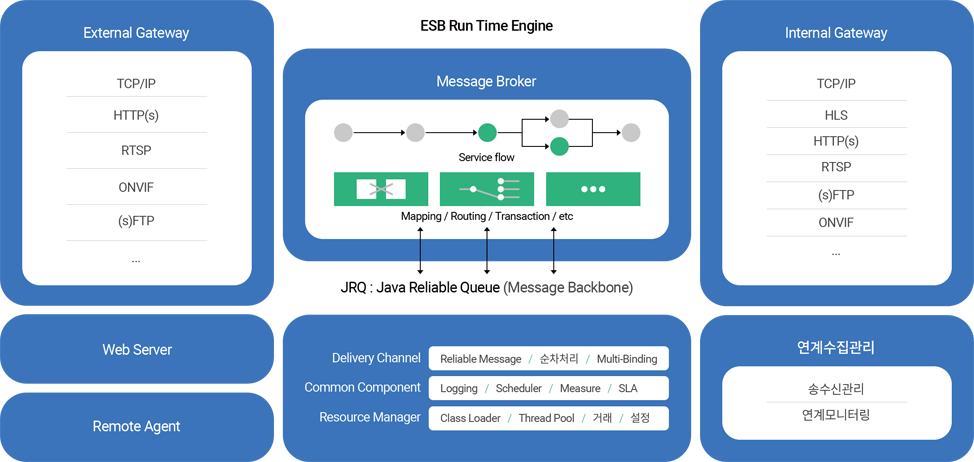 External Gateway
TCP/IP
HTTP(s)
RTSP
ONVIF
(s)FTP
...
Web Server
Remote Agent
ESB Run Time Engine
Message Broker
Service flow
Mapping / Routing / Transaction / etc
JRQ : Java Reliable Queue (Message Backbone)
Delivery Channel Reliable Message / 순차처리 / Multi-Binding
Common Component Logging / Scheduler / Measure / SLA
Resource Manager Class Loader / Thread Pool / 거래 / 설정
Internal Gateway
TCP/IP
HLS
HTTP(s)
RTSP
(s)FTP
ONVIF
...
연계수집관리
송수신관리
연계모니터링